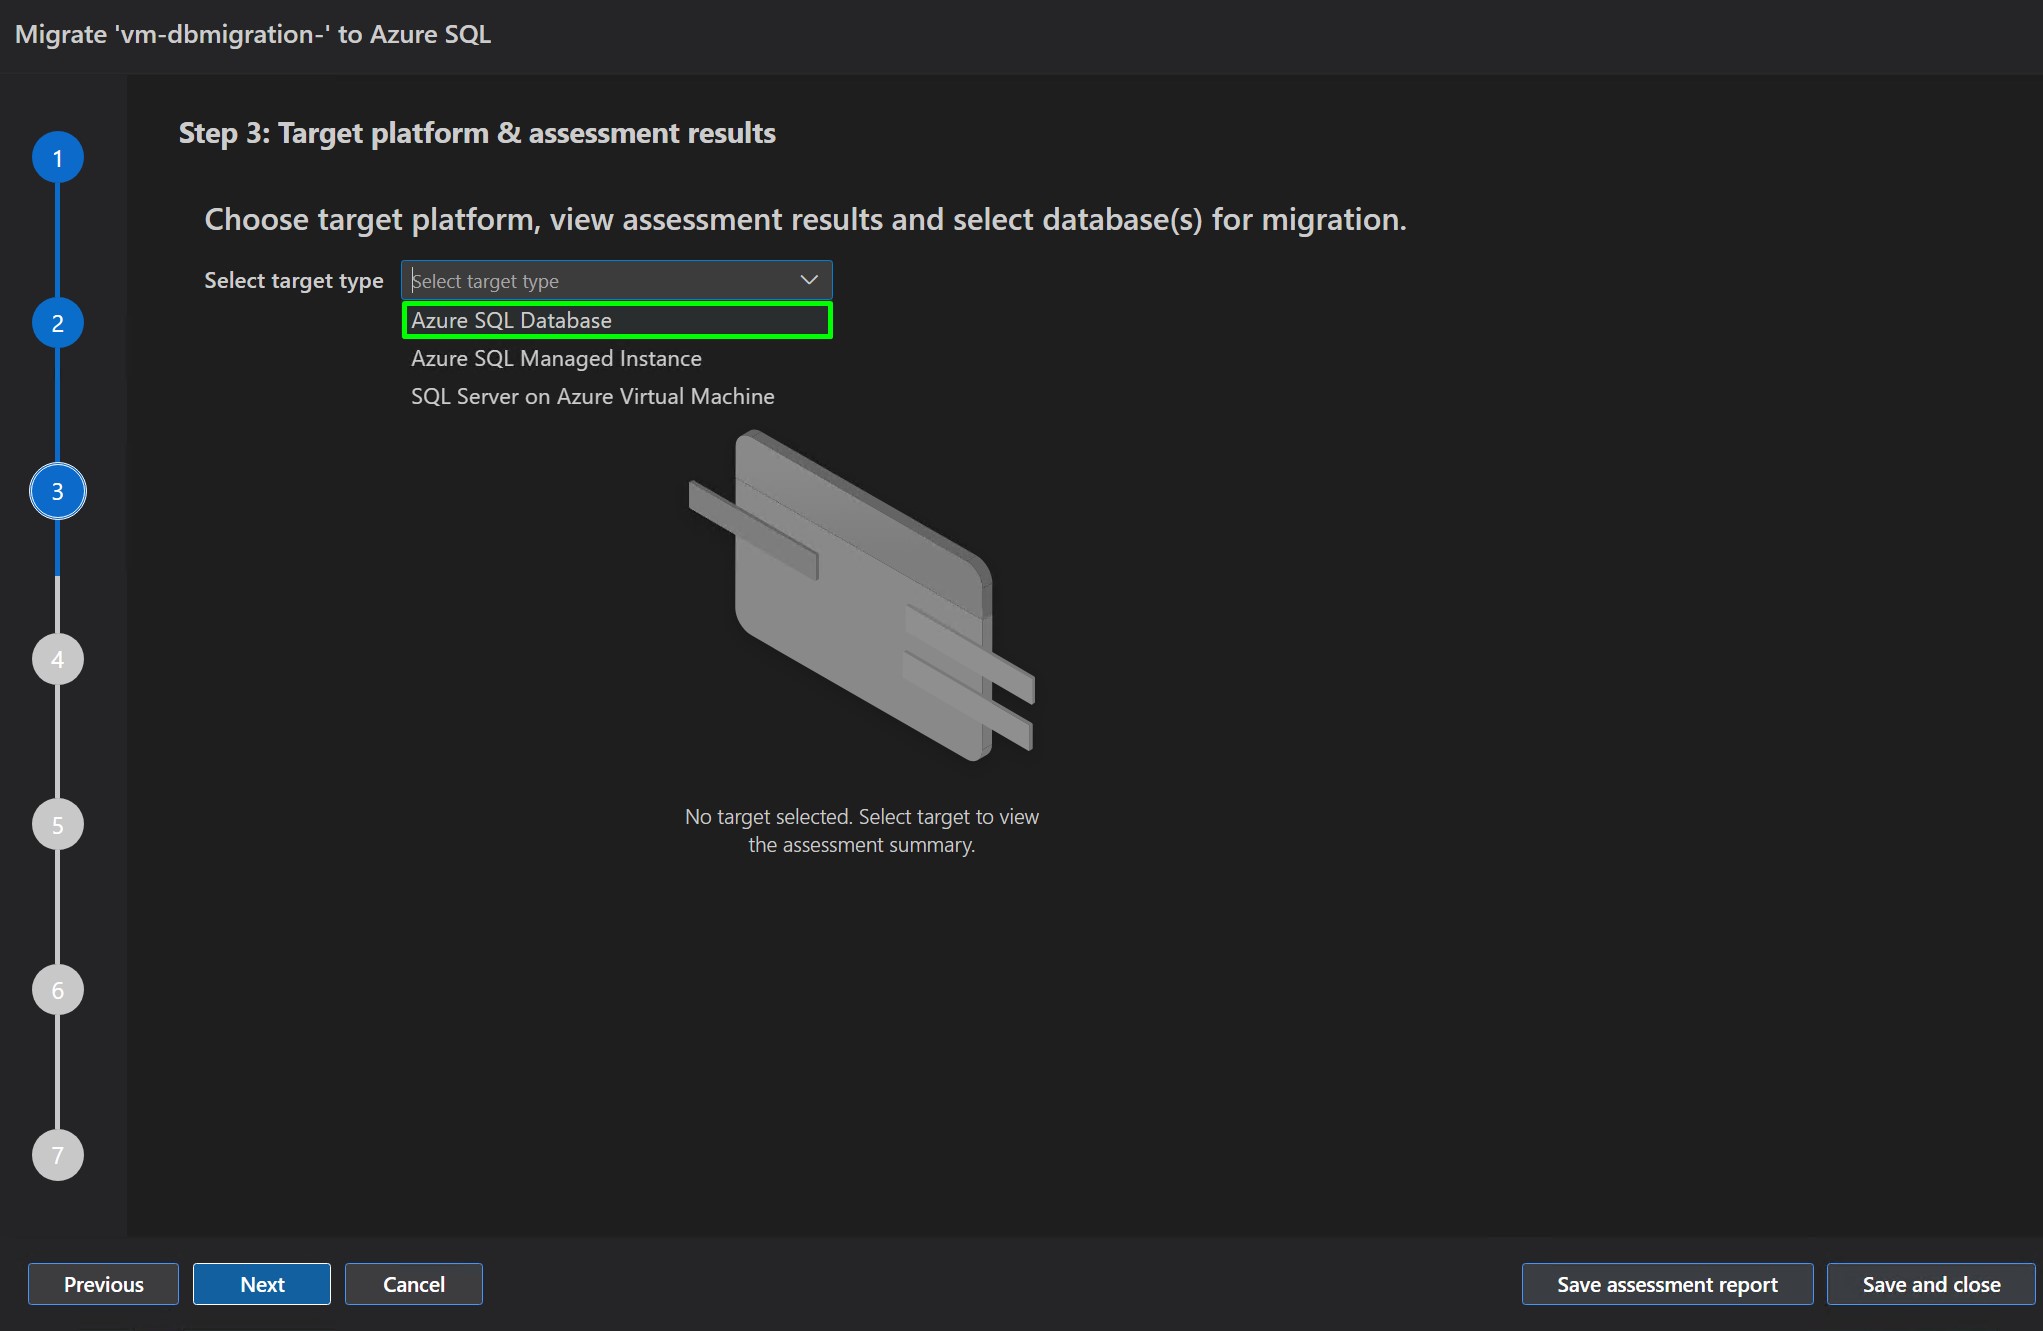 Migrate 'vm-dbmigration-' to Azure SQL
1
2
3
4
5
6
7
Step 3: Target platform & assessment results
Choose target platform, view assessment results and select database(s) for migration.
Select target type
Select target type
Azure SQL Database
Azure SQL Managed Instance
SQL Server on Azure Virtual Machine
No target selected. Select target to view
the assessment summary.
Previous
Next
Cancel
Save assessment report
Save and close